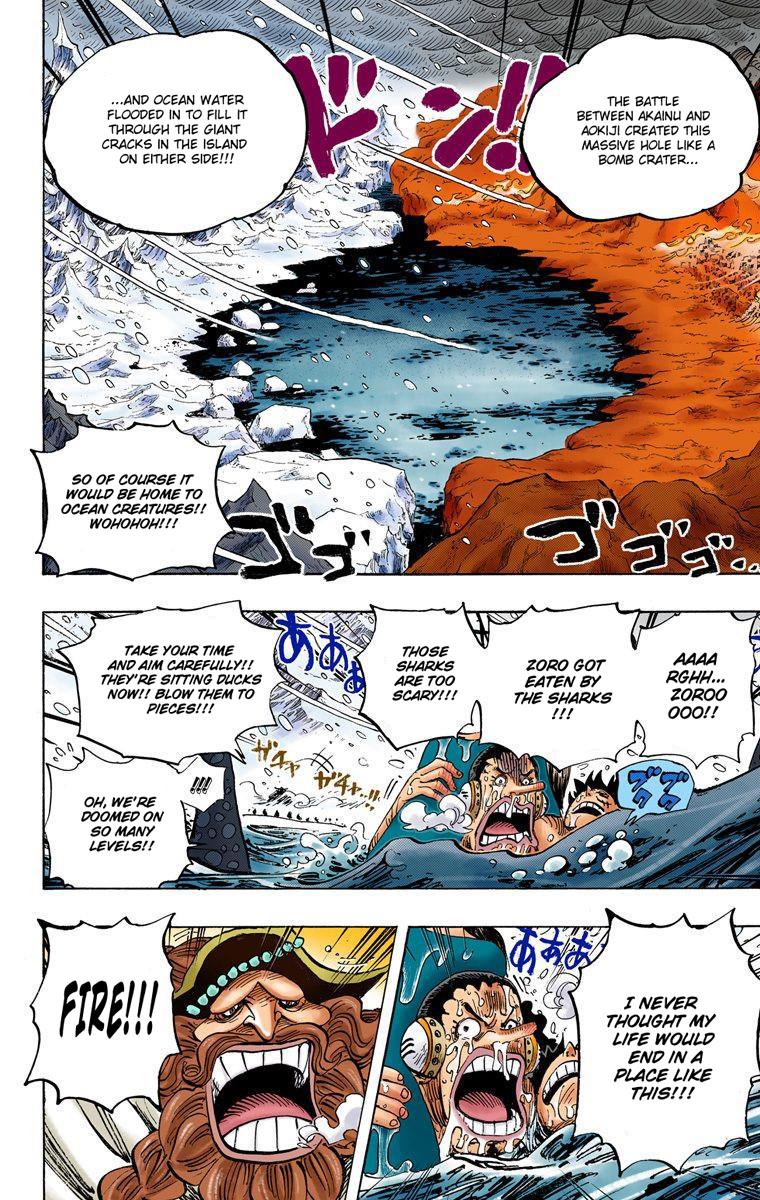 THE BATTLE
BETWEEN AKAINU AND
AOKIJI CREATED THIS
MASSIVE HOLE LIKE A
BOMB CRATER...
ドン!!
...AND OCEAN WATER
FLOODED IN TO FILL IT
THROUGH THE GIANT
CRACKS IN THE ISLAND
ON EITHER SIDE!!!
SO OF COURSE IT
WOULD BE HOME TO
OCEAN CREATURES!!
WOHOHOH!!!
ゴゴゴ
ゴゴゴ
AAAA
RGHH...
ZOROO
OOO!!
ZORO GOT
EATEN BY
THE SHARKS
!!!
THOSE
SHARKS
ARE TOO
SCARY!!!
ブクブク
あああ
TAKE YOUR TIME
AND AIM CAREFULLY!!
THEY'RE SITTING DUCKS
NOW!! BLOW THEM TO
PIECES!!!
ガチャ
ガチャ..!!
!!!
OH, WE'RE
DOOMED ON
SO MANY
LEVELS!!
I NEVER
THOUGHT MY
LIFE WOULD
END IN A
PLACE LIKE
THIS!!!
あああ
FIRE!!!